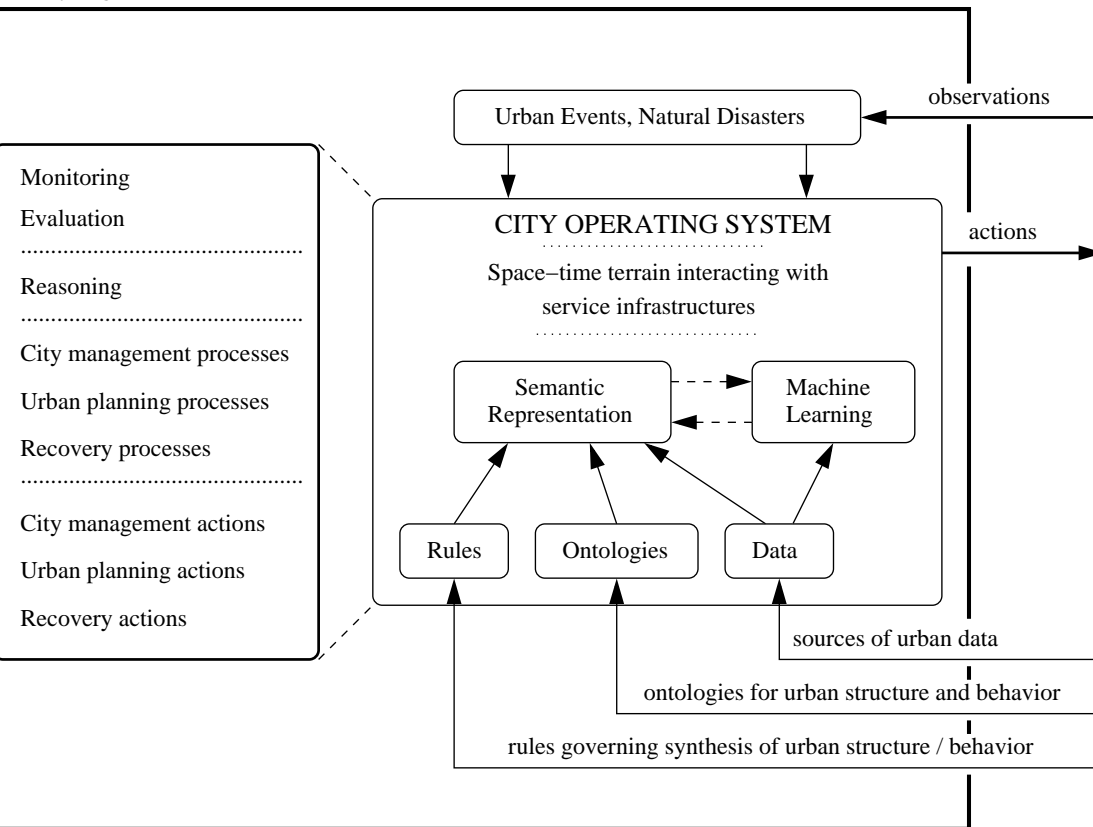 observations
Urban Events, Natural Disasters
Monitoring
Evaluation
Reasoning
City management processes
Urban planning processes
Recovery processes
City management actions
Urban planning actions
Recovery actions
CITY OPERATING SYSTEM
actions
Space−time terrain interacting with
service infrastructures
Semantic
Representation
Machine
Learning
Rules
Ontologies
Data
sources of urban data
ontologies for urban structure and behavior
rules governing synthesis of urban structure / behavior